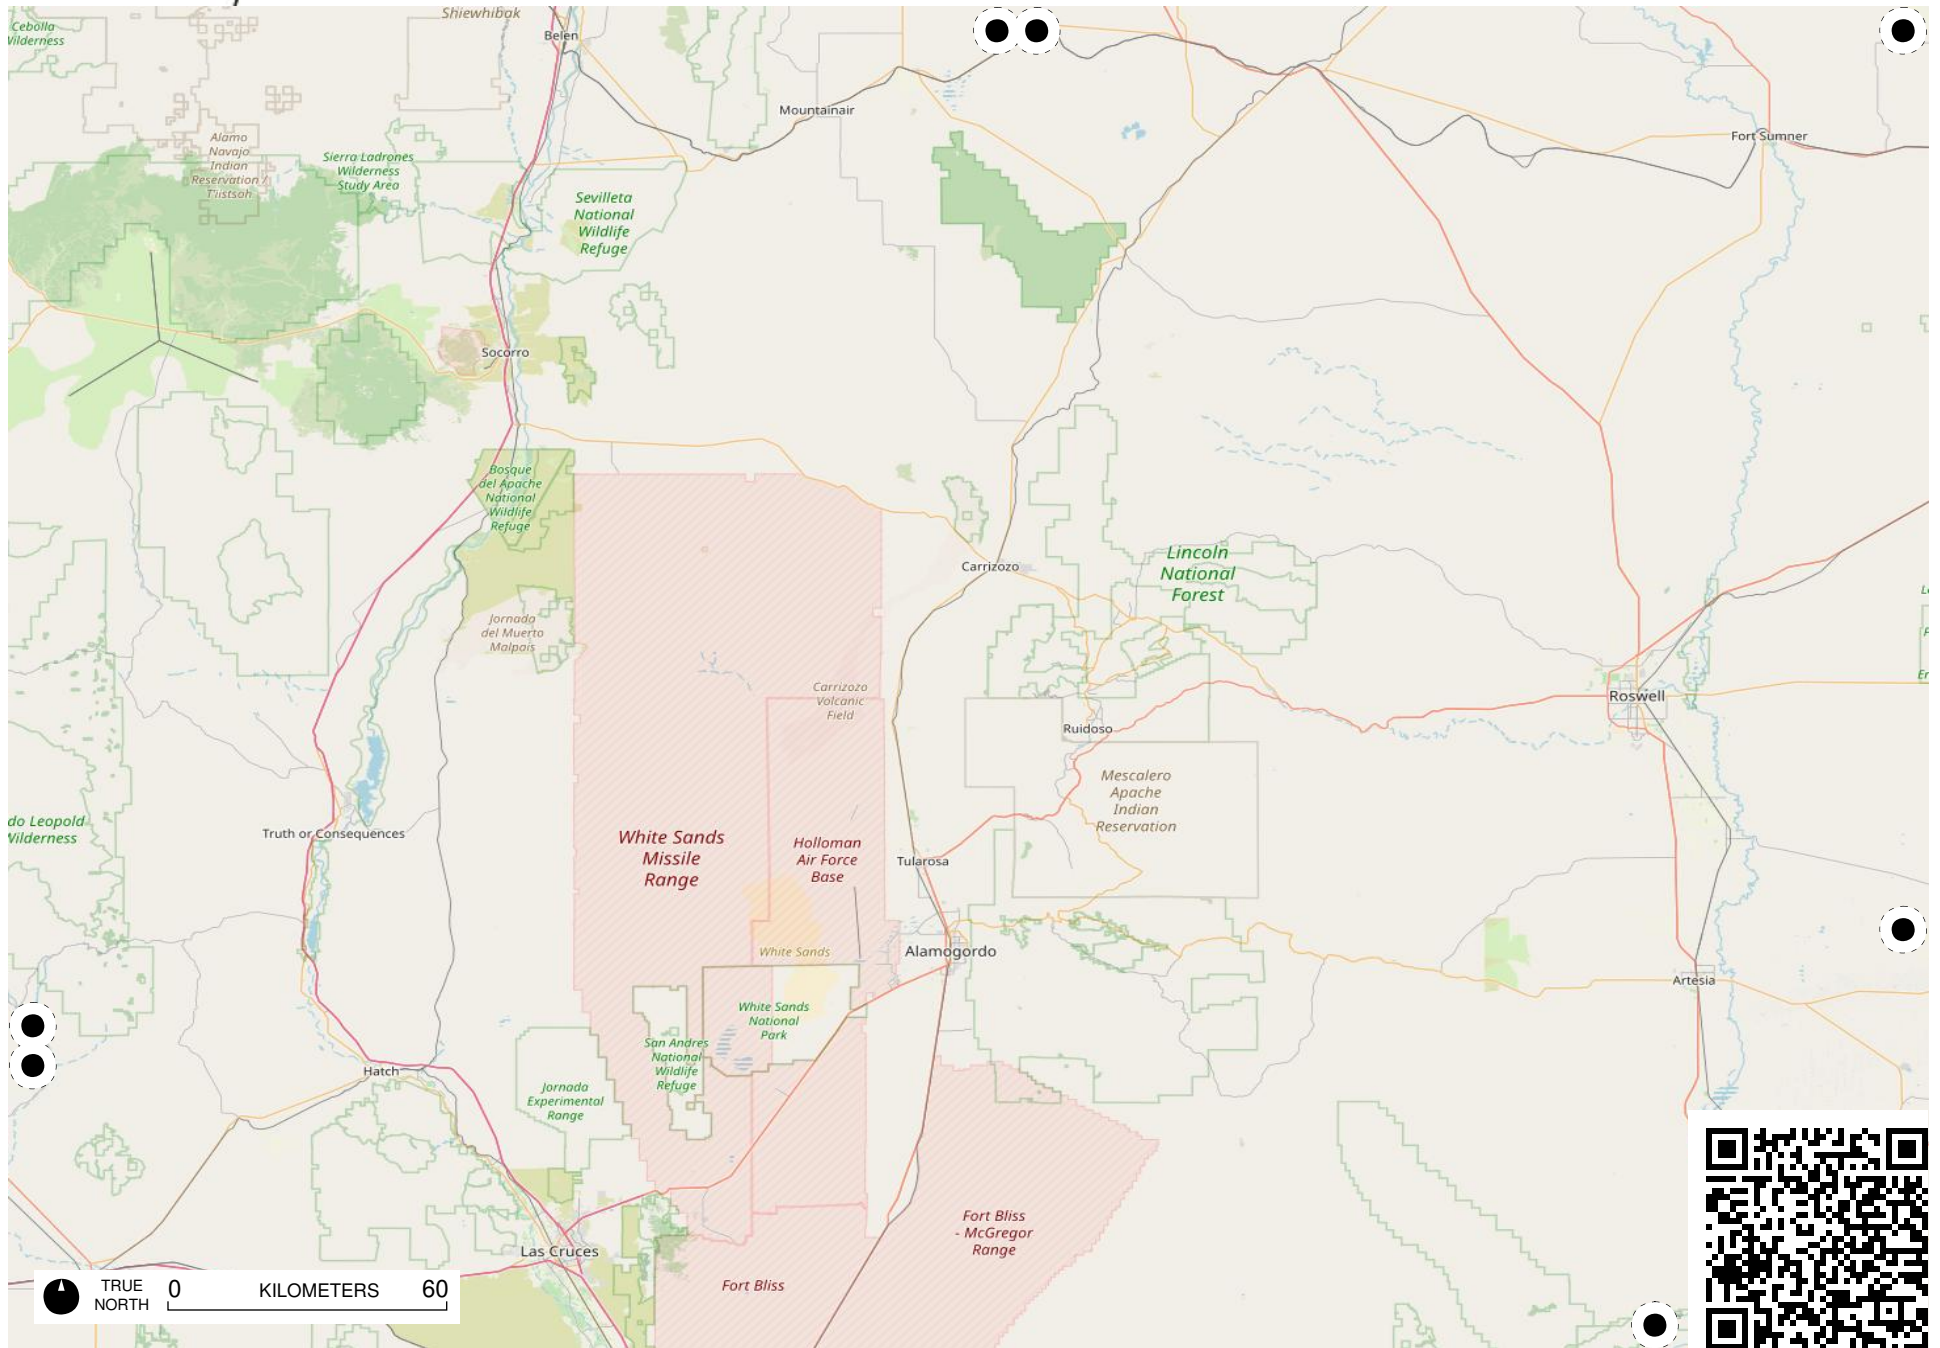 Shiewhibak
Cebolla
Wilderness
Belen
Mountainair
Fort Sumner
Alamo
Navajo
Indian
Reservation /
T'iistsoh
Sierra Ladrones
Wilderness
Study Area
Sevilleta
National
Wildlife
Refuge
Socorro
Bosque
del Apache
National
Wildlife
Refuge
Carrizozo
Lincoln
National
Forest
Jornada
del Muerto
Malpais
Carrizozo
Volcanic
Field
Roswell
Ruidoso
Mescalero
Apache
Indian
Reservation
do Leopold
Wilderness
Truth or Consequences
White Sands
Missile
Range
Holloman
Air Force
Base
Tularosa
White Sands
Alamogordo
Artesia
White Sands
National
Park
San Andres
National
Wildlife
Refuge
Hatch
Jornada
Experimental
Range
Fort Bliss
- McGregor
Range
Las Cruces
Fort Bliss
TRUE
NORTH
0 KILOMETERS 60